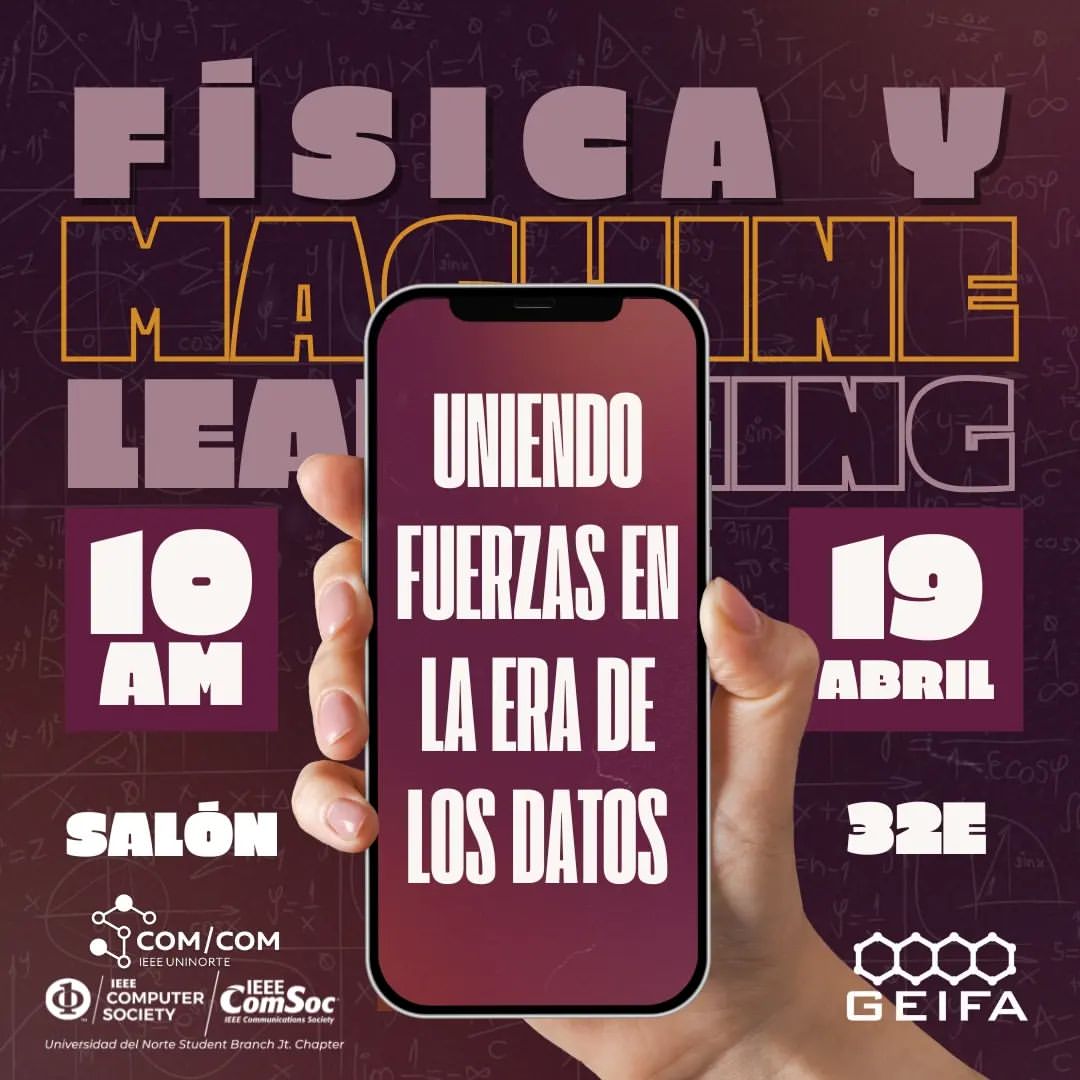 FÍSICA Y
MACHINE
LEARNING
UNIENDO
FUERZAS EN
LA ERA DE
LOS DATOS
10
AM
19
ABRIL
SALÓN
32E
COM/COM
IEEE UNINORTE
IEEE
COMPUTER
SOCIETY
IEEE
ComSoc
IEEE Communications Society
Universidad del Norte Student Branch Jt. Chapter
GEIFA